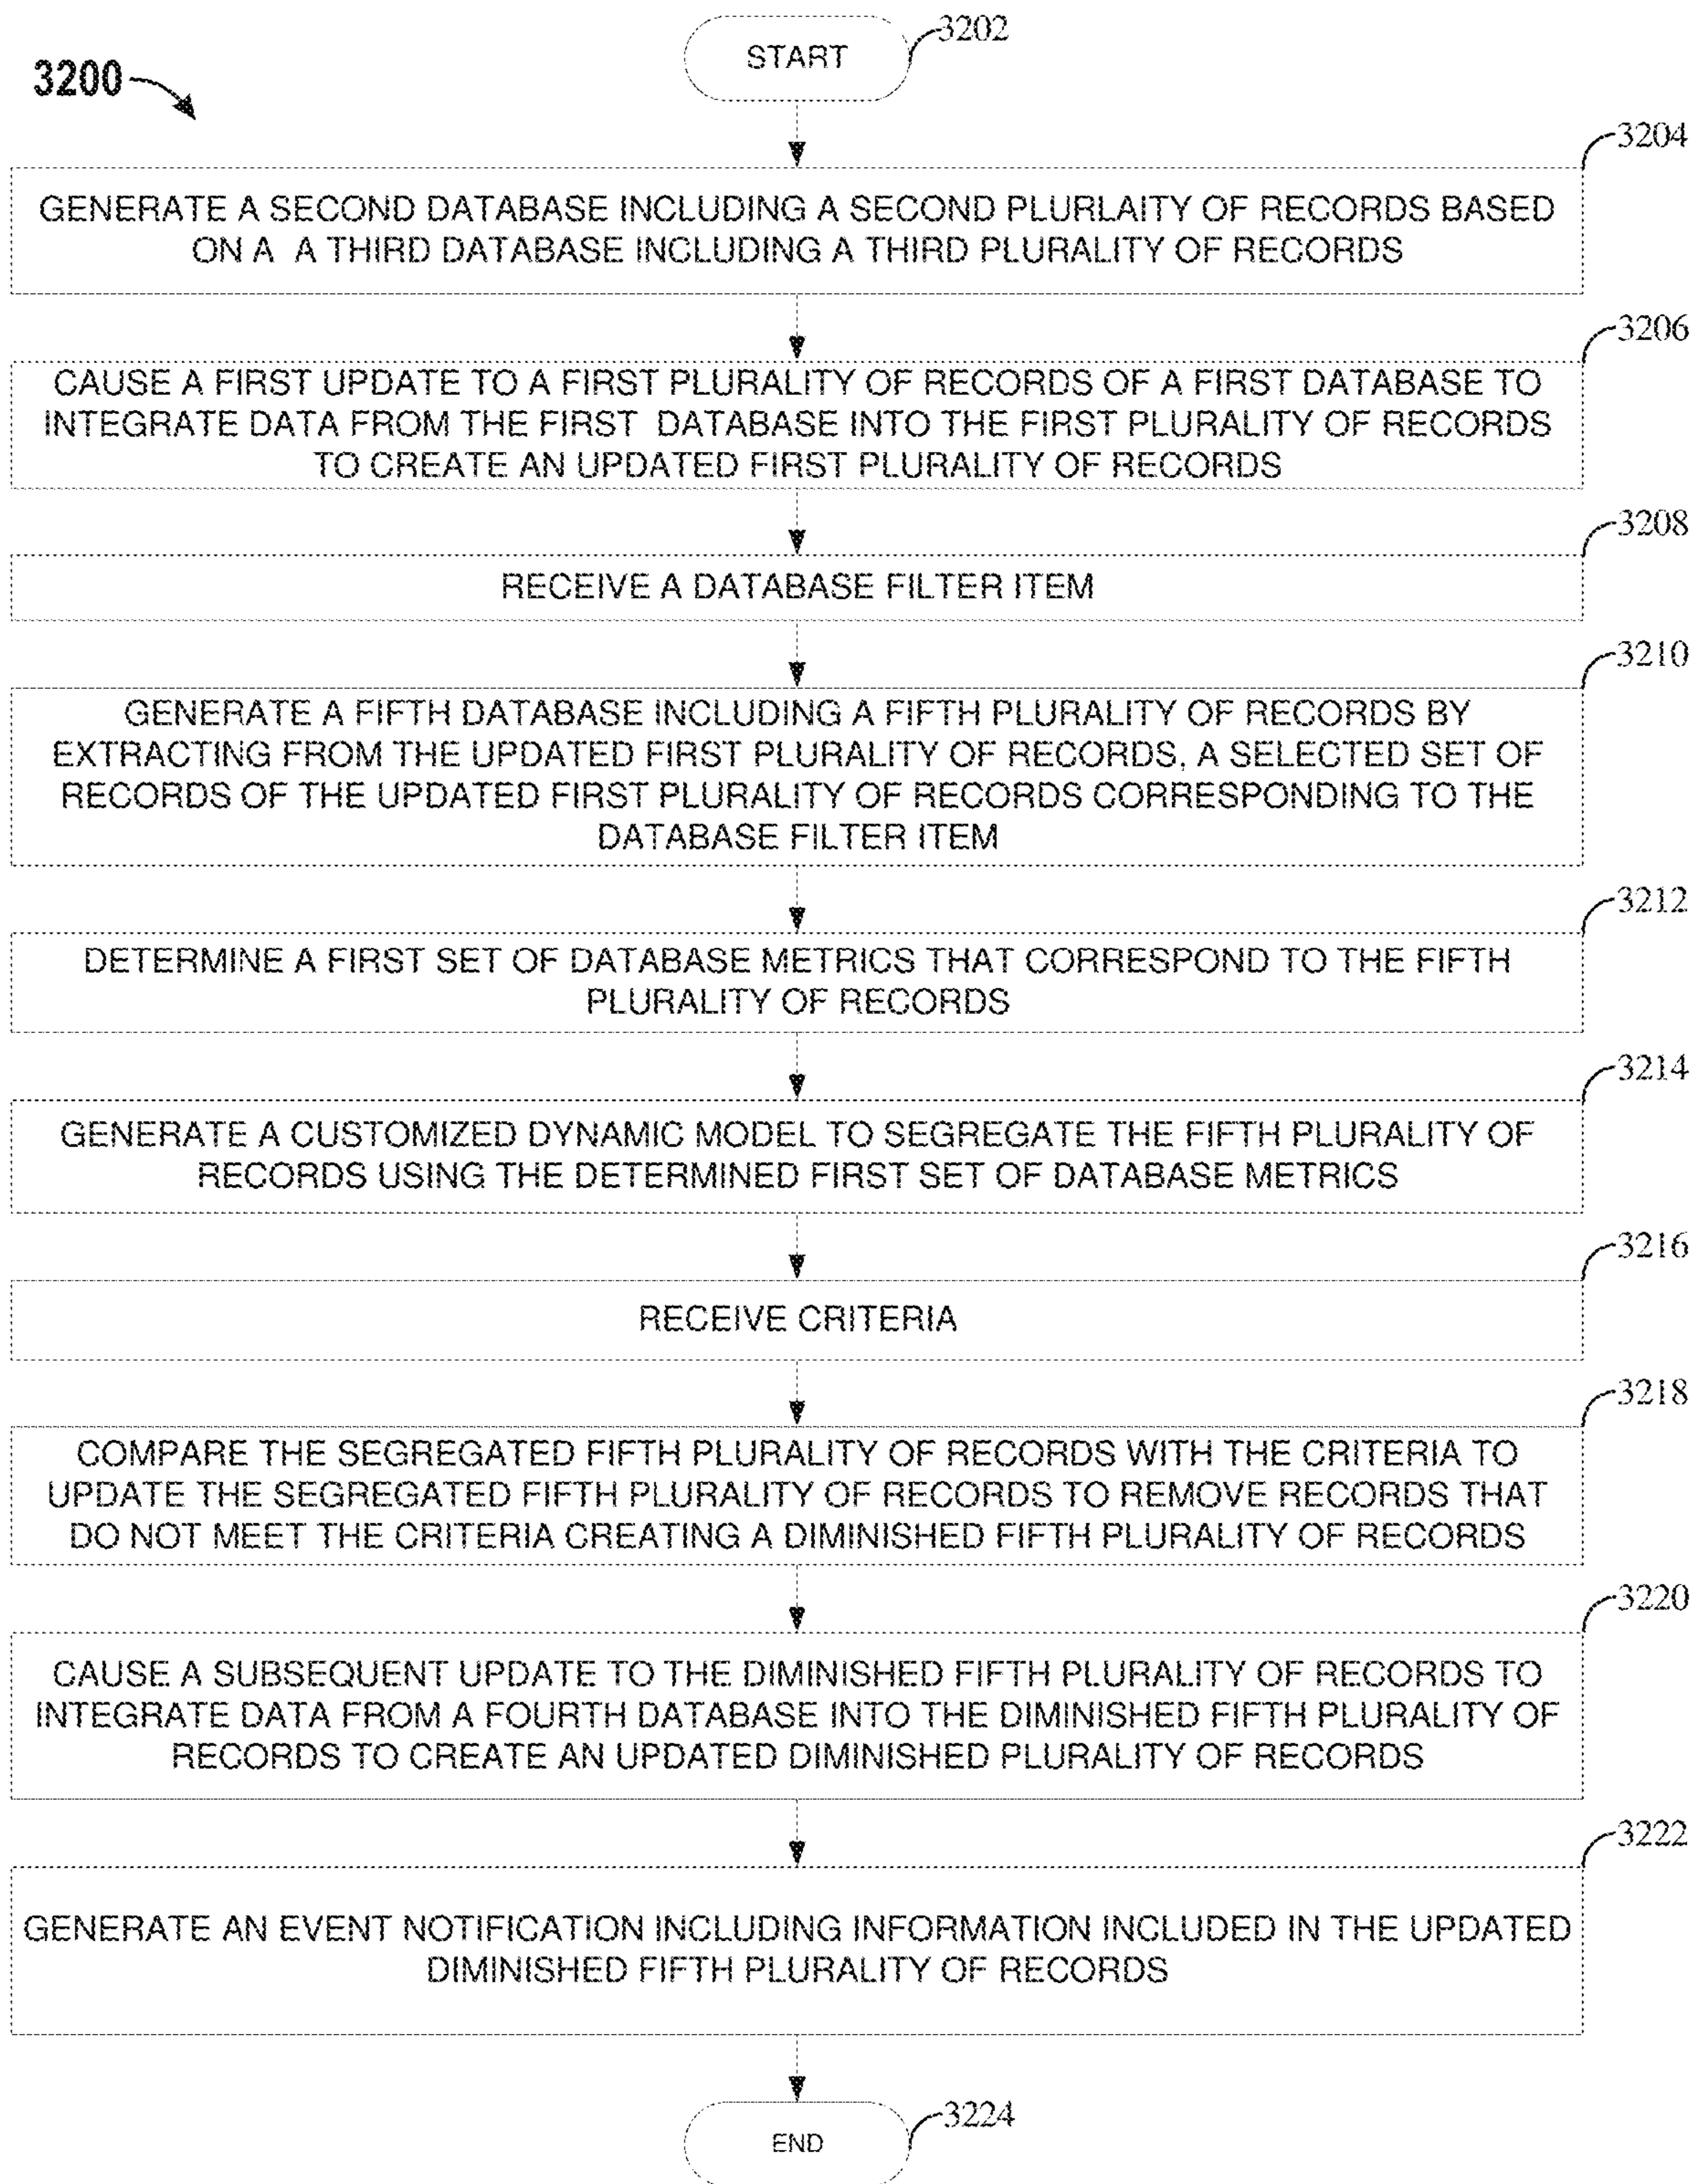 3200
START
3202
3204
GENERATE A SECOND DATABASE INCLUDING A SECOND PLURLAITY OF RECORDS BASED
ON A A THIRD DATABASE INCLUDING A THIRD PLURALITY OF RECORDS
3206
CAUSE A FIRST UPDATE TO A FIRST PLURALITY OF RECORDS OF A FIRST DATABASE TO
INTEGRATE DATA FROM THE FIRST DATABASE INTO THE FIRST PLURALITY OF RECORDS
TO CREATE AN UPDATED FIRST PLURALITY OF RECORDS
3208
RECEIVE A DATABASE FILTER ITEM
3210
GENERATE A FIFTH DATABASE INCLUDING A FIFTH PLURALITY OF RECORDS BY
EXTRACTING FROM THE UPDATED FIRST PLURALITY OF RECORDS, A SELECTED SET OF
RECORDS OF THE UPDATED FIRST PLURALITY OF RECORDS CORRESPONDING TO THE
DATABASE FILTER ITEM
3212
DETERMINE A FIRST SET OF DATABASE METRICS THAT CORRESPOND TO THE FIFTH
PLURALITY OF RECORDS
3214
GENERATE A CUSTOMIZED DYNAMIC MODEL TO SEGREGATE THE FIFTH PLURALITY OF
RECORDS USING THE DETERMINED FIRST SET OF DATABASE METRICS
3216
RECEIVE CRITERIA
3218
COMPARE THE SEGREGATED FIFTH PLURALITY OF RECORDS WITH THE CRITERIA TO
UPDATE THE SEGREGATED FIFTH PLURALITY OF RECORDS TO REMOVE RECORDS THAT
DO NOT MEET THE CRITERIA CREATING A DIMINISHED FIFTH PLURALITY OF RECORDS
3220
CAUSE A SUBSEQUENT UPDATE TO THE DIMINISHED FIFTH PLURALITY OF RECORDS TO
INTEGRATE DATA FROM A FOURTH DATABASE INTO THE DIMINISHED FIFTH PLURALITY OF
RECORDS TO CREATE AN UPDATED DIMINISHED PLURALITY OF RECORDS
3222
GENERATE AN EVENT NOTIFICATION INCLUDING INFORMATION INCLUDED IN THE UPDATED
DIMINISHED FIFTH PLURALITY OF RECORDS
3224
END